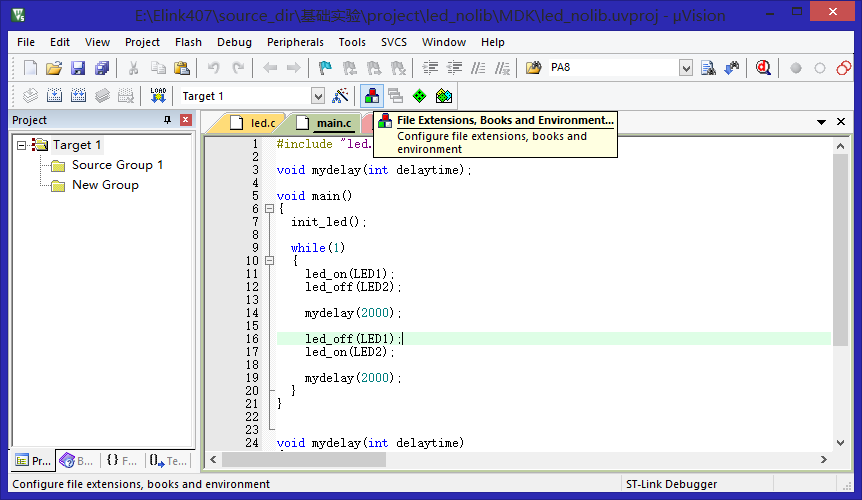 E:\Elink407\source_dir\基础实验\project\led_nolib\MDK\led_nolib.uvproj - µVision
File Edit View Project Flash Debug Peripherals Tools SVCS Window Help
PA8
LOAD
Target 1
Project
led.c
main.c
File Extensions, Books and Environment...
Configure file extensions, books and
environment
Target 1
Source Group 1
New Group
1 #include "led.
2
3 void mydelay(int delaytime);
4
5 void main()
6 {
7 init_led();
8
9 while(1)
10 {
11 led_on(LED1);
12 led_off(LED2);
13
14 mydelay(2000);
15
16 led_off(LED1);
17 led_on(LED2);
18
19 mydelay(2000);
20 }
21 }
22
23
24 void mydelay(int delaytime)
Pr... B... {} F... 0 Te...
Configure file extensions, books and environment
ST-Link Debugger